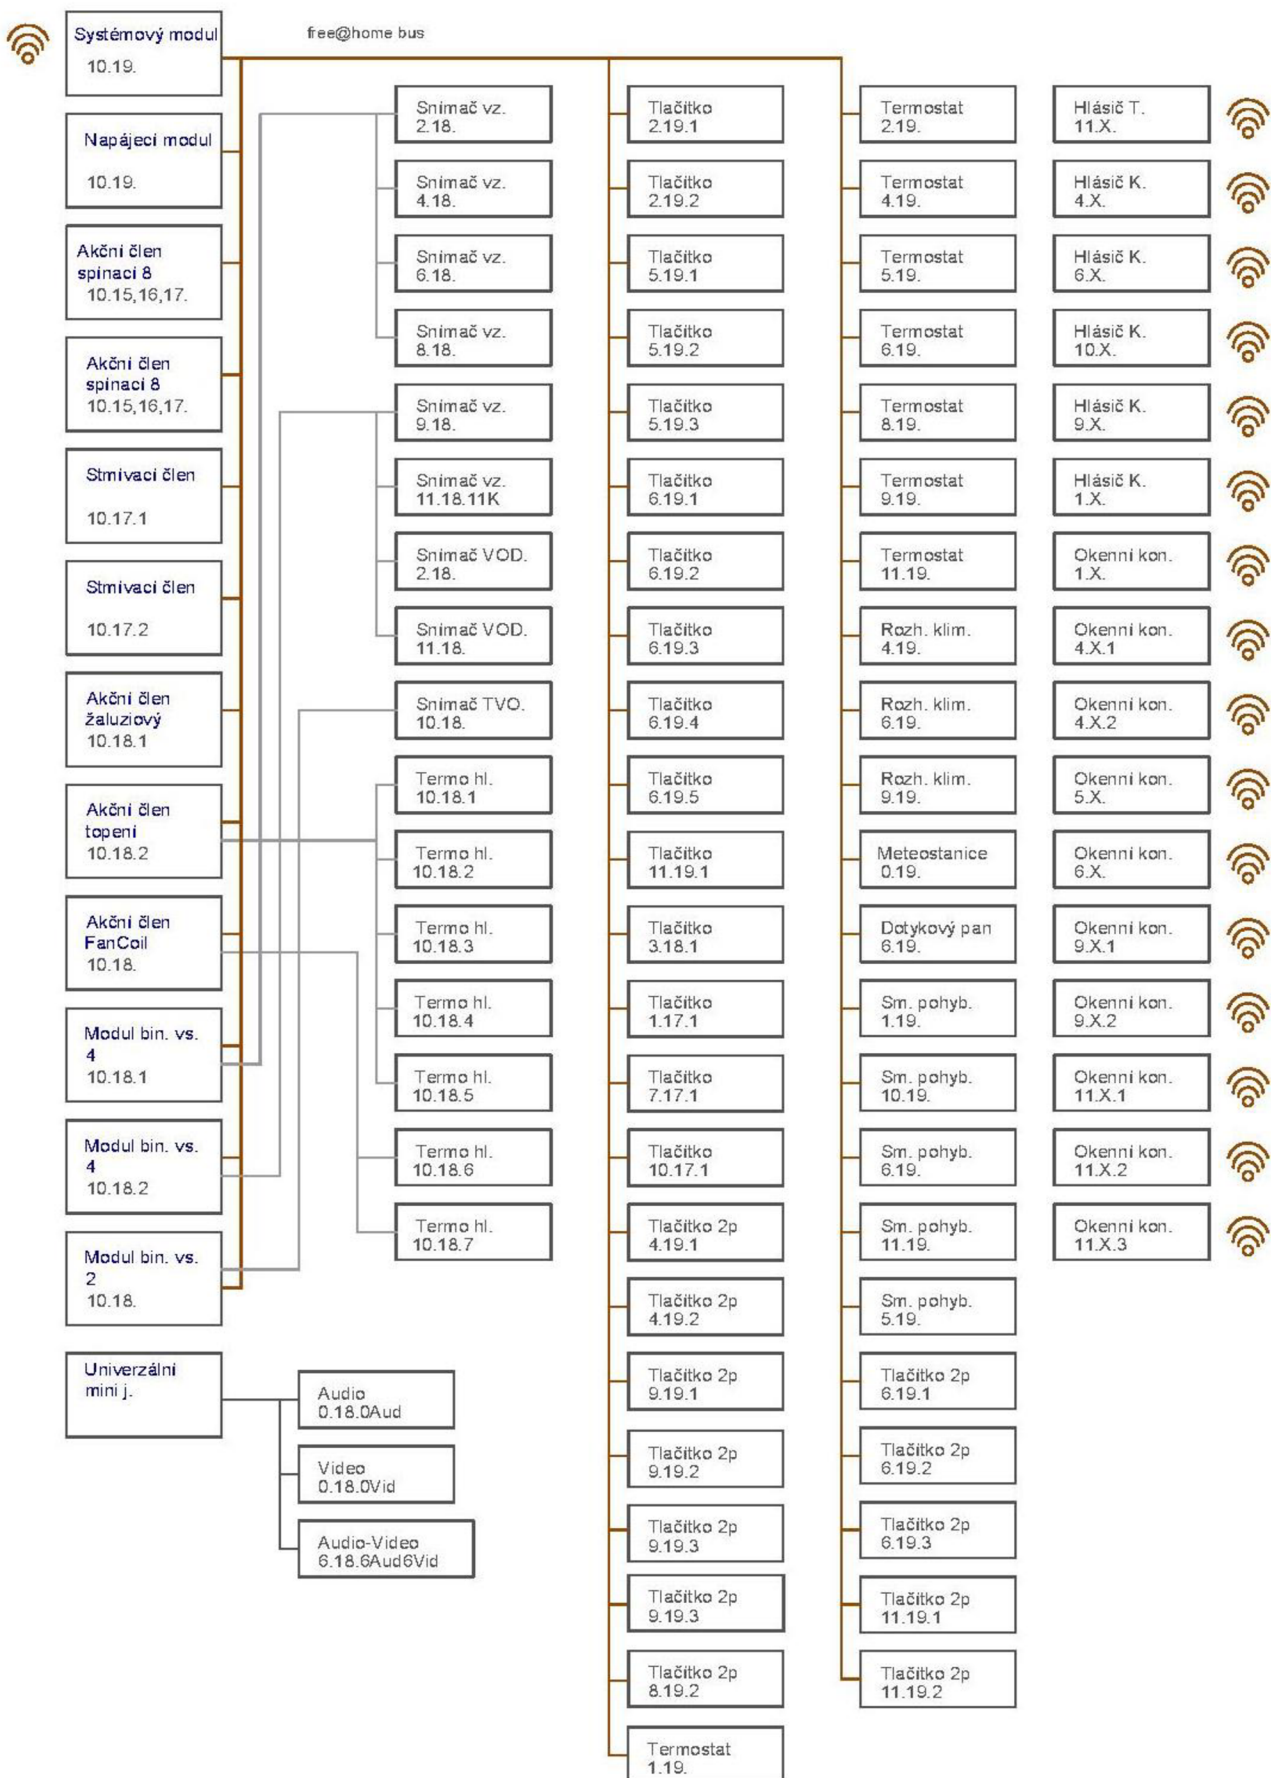 Systémový modul
10.19.
free@home bus
Napájecí modul
10.19.
Akční člen
spínací 8
10.15,16,17.
Akční člen
spínací 8
10.15,16,17.
Stmívací člen
10.17.1
Stmívací člen
10.17.2
Akční člen
žaluziový
10.18.1
Akční člen
topení
10.18.2
Akční člen
FanCoil
10.18.
Modul bin. vs.
4
10.18.1
Modul bin. vs.
4
10.18.2
Modul bin. vs.
2
10.18.
Univerzální
mini j.
Audio
0.18.0Aud
Video
0.18.0Vid
Audio-Video
6.18.6Aud6Vid
Snímač vz.
2.18.
Snímač vz.
4.18.
Snímač vz.
6.18.
Snímač vz.
8.18.
Snímač vz.
9.18.
Snímač vz.
11.18.11K
Snímač VOD.
2.18.
Snímač VOD.
11.18.
Snímač TVO.
10.18.
Termo hl.
10.18.1
Termo hl.
10.18.2
Termo hl.
10.18.3
Termo hl.
10.18.4
Termo hl.
10.18.5
Termo hl.
10.18.6
Termo hl.
10.18.7
Tlačítko
2.19.1
Tlačítko
2.19.2
Tlačítko
5.19.1
Tlačítko
5.19.2
Tlačítko
5.19.3
Tlačítko
6.19.1
Tlačítko
6.19.2
Tlačítko
6.19.3
Tlačítko
6.19.4
Tlačítko
6.19.5
Tlačítko
11.19.1
Tlačítko
3.18.1
Tlačítko
1.17.1
Tlačítko
7.17.1
Tlačítko
10.17.1
Tlačítko 2p
4.19.1
Tlačítko 2p
4.19.2
Tlačítko 2p
9.19.1
Tlačítko 2p
9.19.2
Tlačítko 2p
9.19.3
Tlačítko 2p
9.19.3
Tlačítko 2p
8.19.2
Termostat
1.19.
Termostat
2.19.
Termostat
4.19.
Termostat
5.19.
Termostat
6.19.
Termostat
8.19.
Termostat
9.19.
Termostat
11.19.
Rozh. klim.
4.19.
Rozh. klim.
6.19.
Rozh. klim.
9.19.
Meteostanice
0.19.
Dotykový pan
6.19.
Sm. pohyb.
1.19.
Sm. pohyb.
10.19.
Sm. pohyb.
6.19.
Sm. pohyb.
11.19.
Sm. pohyb.
5.19.
Tlačítko 2p
6.19.1
Tlačítko 2p
6.19.2
Tlačítko 2p
6.19.3
Tlačítko 2p
11.19.1
Tlačítko 2p
11.19.2
Hlásič T.
11.X.
Hlásič K.
4.X.
Hlásič K.
6.X.
Hlásič K.
10.X.
Hlásič K.
9.X.
Hlásič K.
1.X.
Okenní kon.
1.X.
Okenní kon.
4.X.1
Okenní kon.
4.X.2
Okenní kon.
5.X.
Okenní kon.
6.X.
Okenní kon.
9.X.1
Okenní kon.
9.X.2
Okenní kon.
11.X.1
Okenní kon.
11.X.2
Okenní kon.
11.X.3